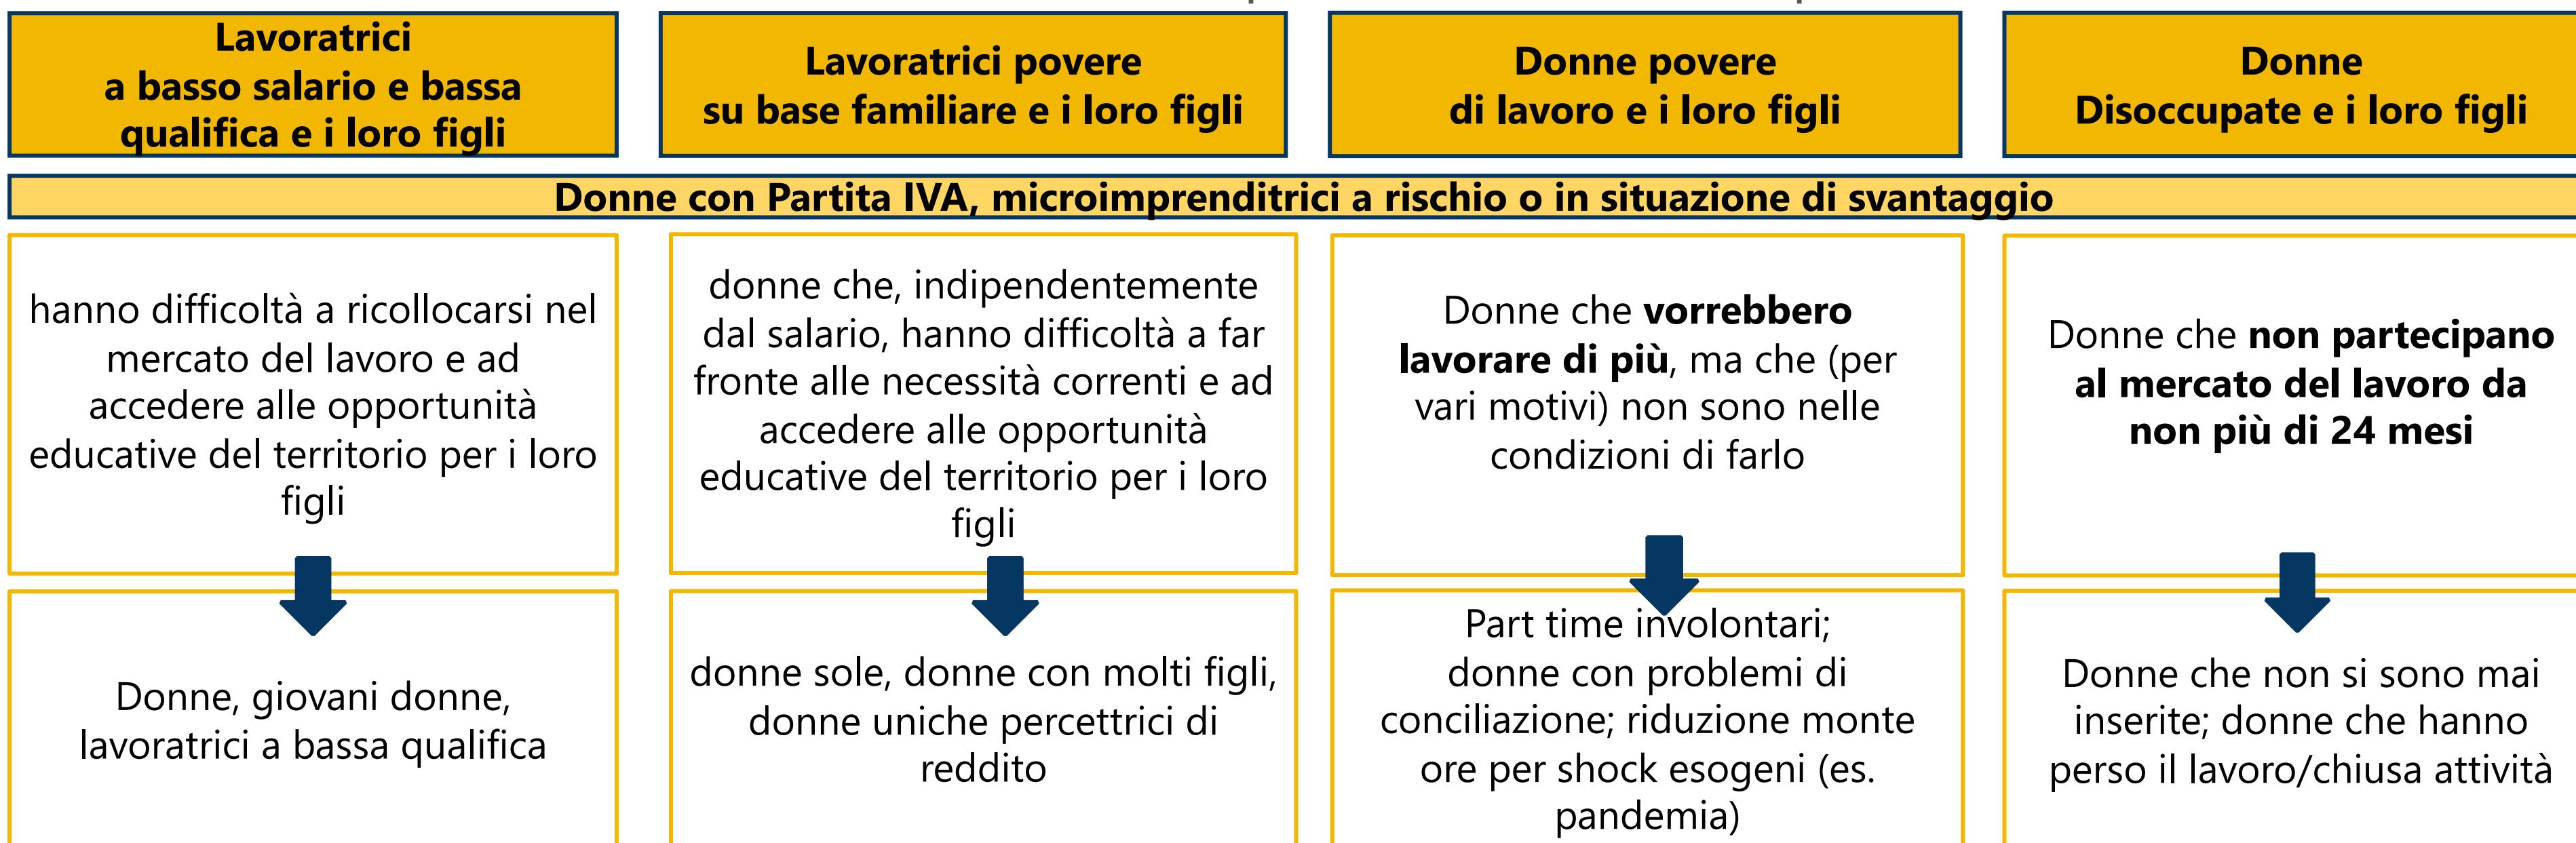 Lavoratrici
a basso salario e bassa
qualifica e i loro figli
Lavoratrici povere
su base familiare e i loro figli
Donne povere
di lavoro e i loro figli
Donne
Disoccupate e i loro figli
Donne con Partita IVA, microimprenditrici a rischio o in situazione di svantaggio
hanno difficoltà a ricollocarsi nel
mercato del lavoro e ad
accedere alle opportunità
educative del territorio per i loro
figli
donne che, indipendentemente
dal salario, hanno difficoltà a far
fronte alle necessità correnti e ad
accedere alle opportunità
educative del territorio per i loro
figli
Donne che vorrebbero
lavorare di più, ma che (per
vari motivi) non sono nelle
condizioni di farlo
Donne che non partecipano
al mercato del lavoro da
non più di 24 mesi
Donne, giovani donne,
lavoratrici a bassa qualifica
donne sole, donne con molti figli,
donne uniche percettrici di
reddito
Part time involontari;
donne con problemi di
conciliazione; riduzione monte
ore per shock esogeni (es.
pandemia)
Donne che non si sono mai
inserite; donne che hanno
perso il lavoro/chiusa attività